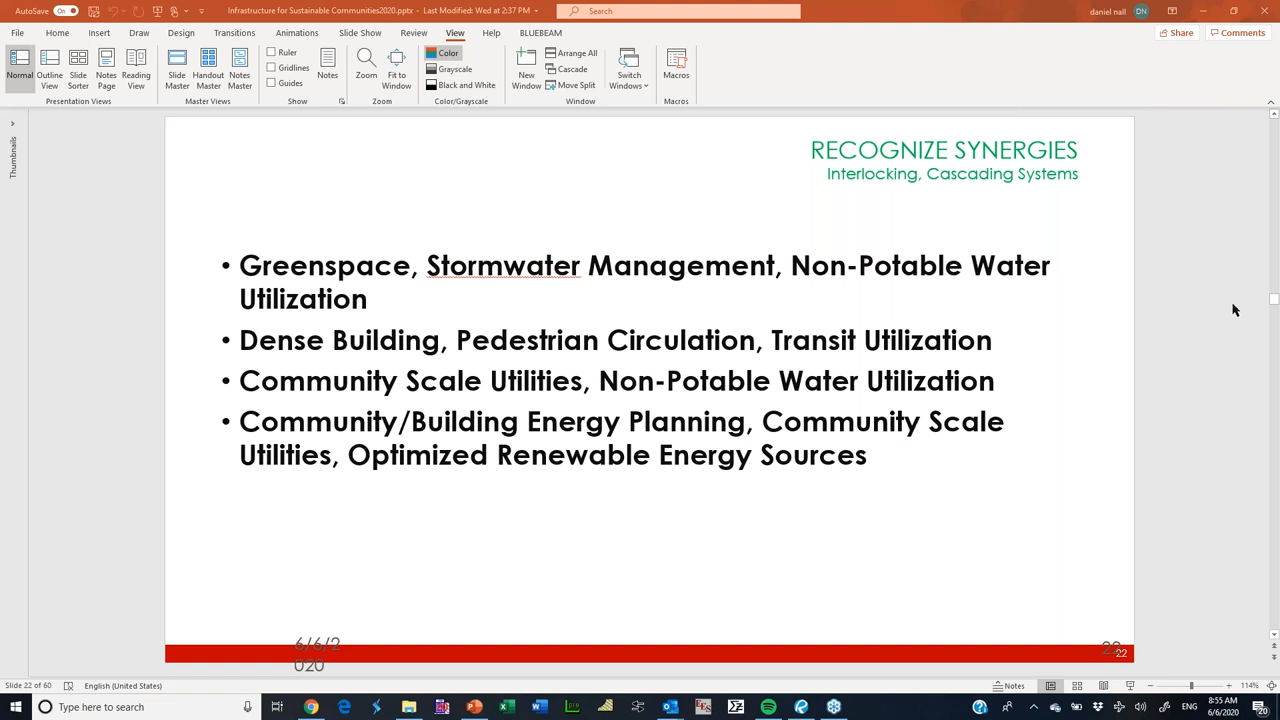 AutoSave On Infrastructure for Sustainable Communities2020.pptx - Last Modified: Wed at 2:37 PM Search daniel nall DN
File Home Insert Draw Design Transitions Animations Slide Show Review View Help BLUEBEAM Share Comments
Normal Outline View Slide Sorter Notes Page Reading View Slide Master Handout Master Notes Master Ruler Gridlines Guides Notes Zoom Fit to Window Color Grayscale Black and White New Window Arrange All Cascade Move Split Switch Windows Macros
Presentation Views Master Views Show Zoom Color/Grayscale Window Macros
Thumbnails
RECOGNIZE SYNERGIES
Interlocking, Cascading Systems
• Greenspace, Stormwater Management, Non-Potable Water
Utilization
• Dense Building, Pedestrian Circulation, Transit Utilization
• Community Scale Utilities, Non-Potable Water Utilization
• Community/Building Energy Planning, Community Scale
Utilities, Optimized Renewable Energy Sources
6/6/2
020
22
22
Slide 22 of 60 English (United States) Notes 114%
Type here to search ENG 8:55 AM
6/6/2020